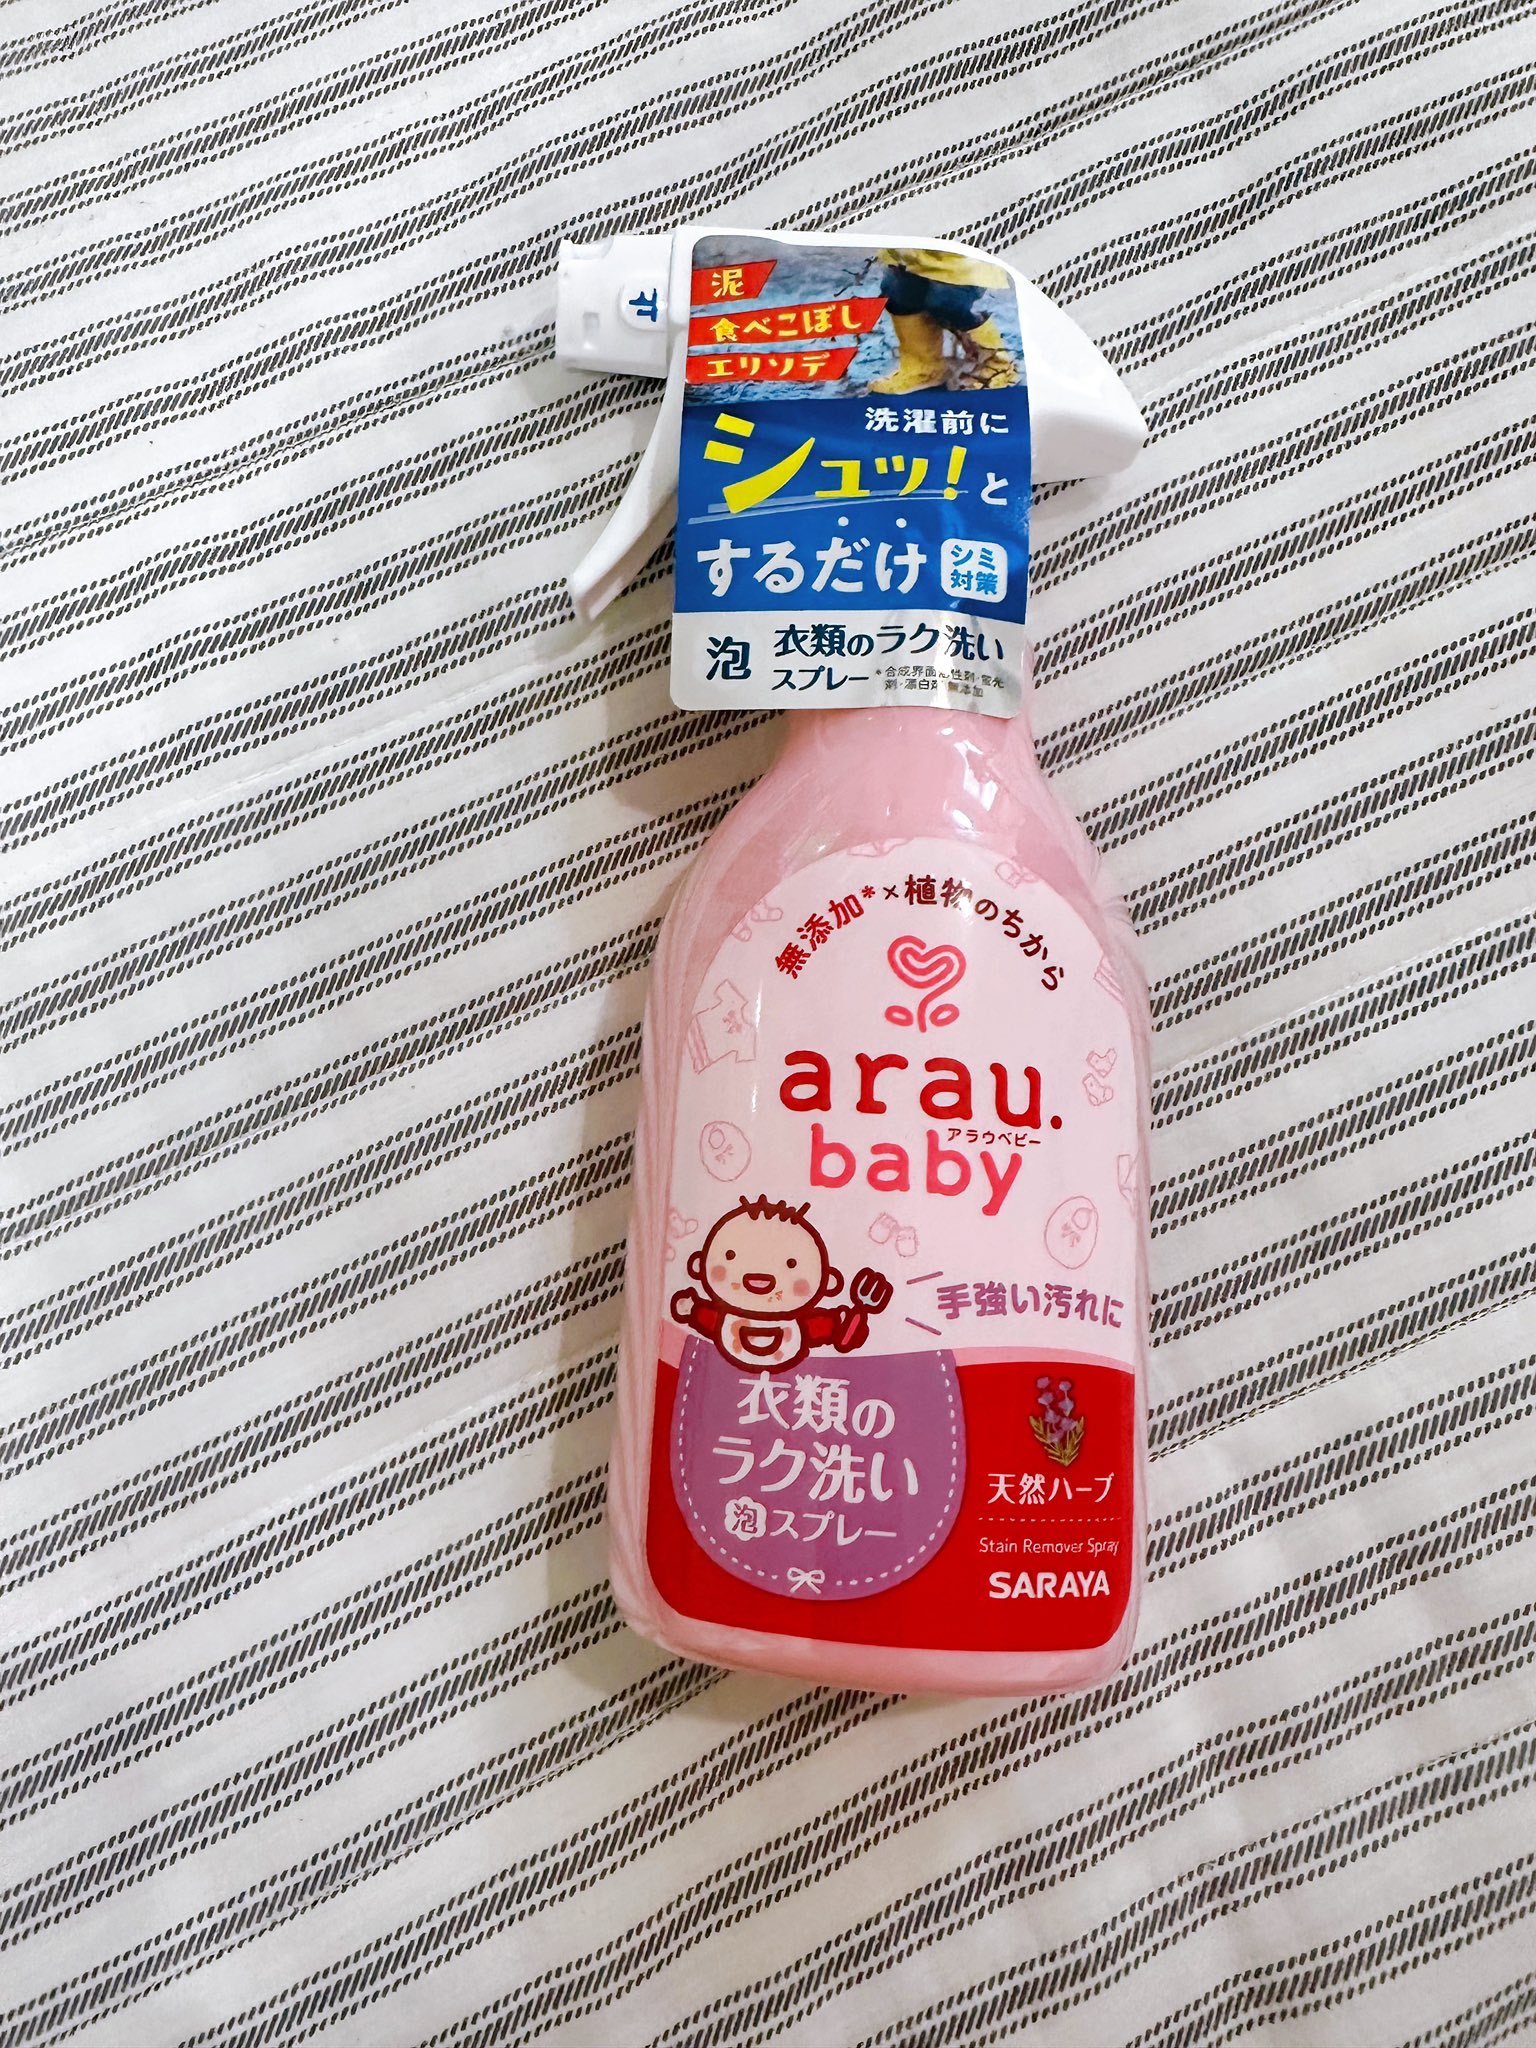 泥
食べこぼし
エリソデ
洗濯前に
シュッ!と
するだけ
シミ
対策
泡 衣類のラク洗い
スプレー
無添加*×植物のちから
arau.
アラウベビー
baby
手強い汚れに
衣類の
ラク洗い
泡スプレー
天然ハーブ
Stain Remover Spray
SARAYA